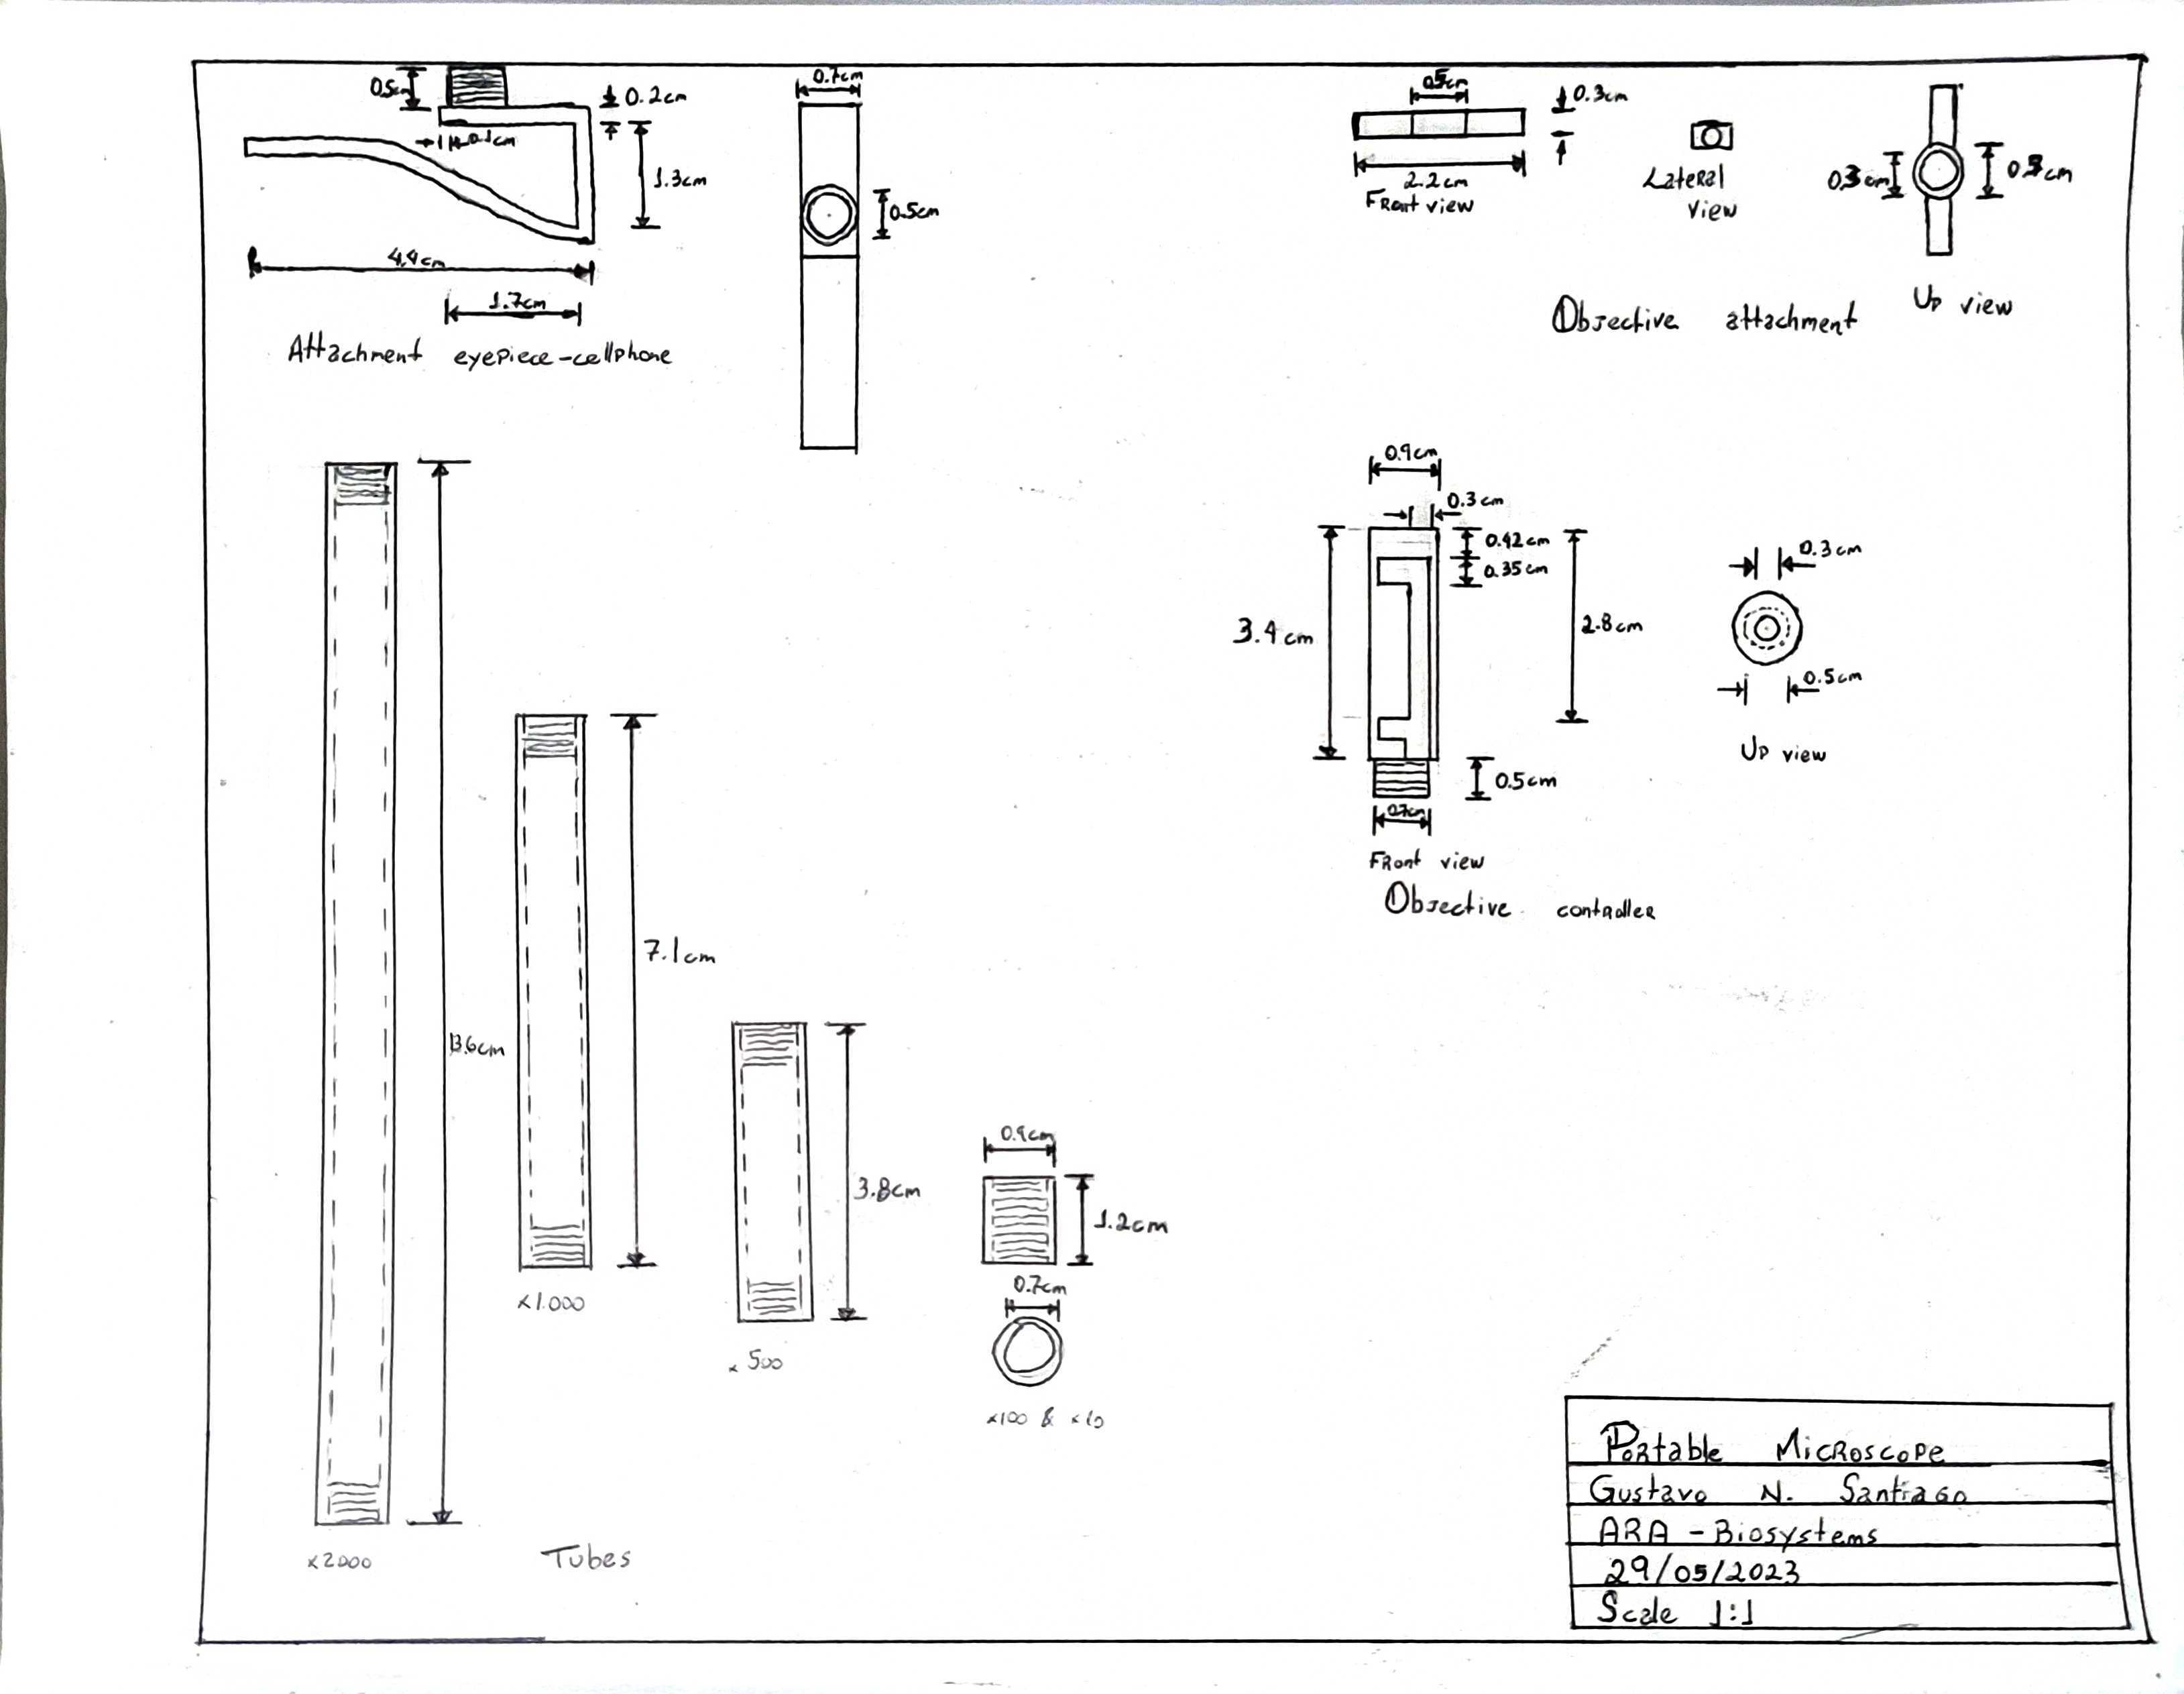 0.5cm
0.2cm
0.1cm
1.3cm
4.4cm
1.7cm
Attachment eyepiece-cellphone
0.7cm
0.5cm
0.5cm
0.3cm
2.2cm
Front view
Lateral
View
0.3cm
cm
Up view
Objective attachment
13.6cm
x2000
7.1cm
x1.000
3.8cm
x 500
0.9cm
1.2cm
0.7cm
x100 & x10
Tubes
0.9cm
0.3cm
0.42cm
0.35cm
3.4cm
2.8cm
0.5cm
0.7cm
Front view
0.3cm
0.5cm
Up view
Objective controller
Portable Microscope
Gustavo N. Santiago
ARA - Biosystems
29/05/2023
Scale 1:1